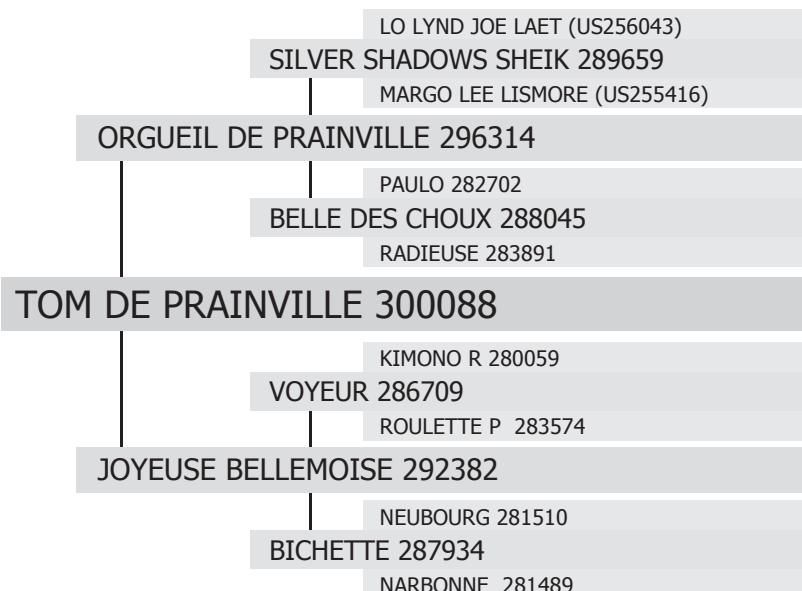 LO LYND JOE LAET (US256043)
SILVER SHADOWS SHEIK 289659
MARGO LEE LISMORE (US255416)
ORGUEIL DE PRAINVILLE 296314
PAULO 282702
BELLE DES CHOUX 288045
RADIEUSE 283891
TOM DE PRAINVILLE 300088
KIMONO R 280059
VOYEUR 286709
ROULETTE P 283574
JOYEUSE BELLEMOISE 292382
NEUBOURG 281510
BICHETTE 287934
NARBONNE 281489